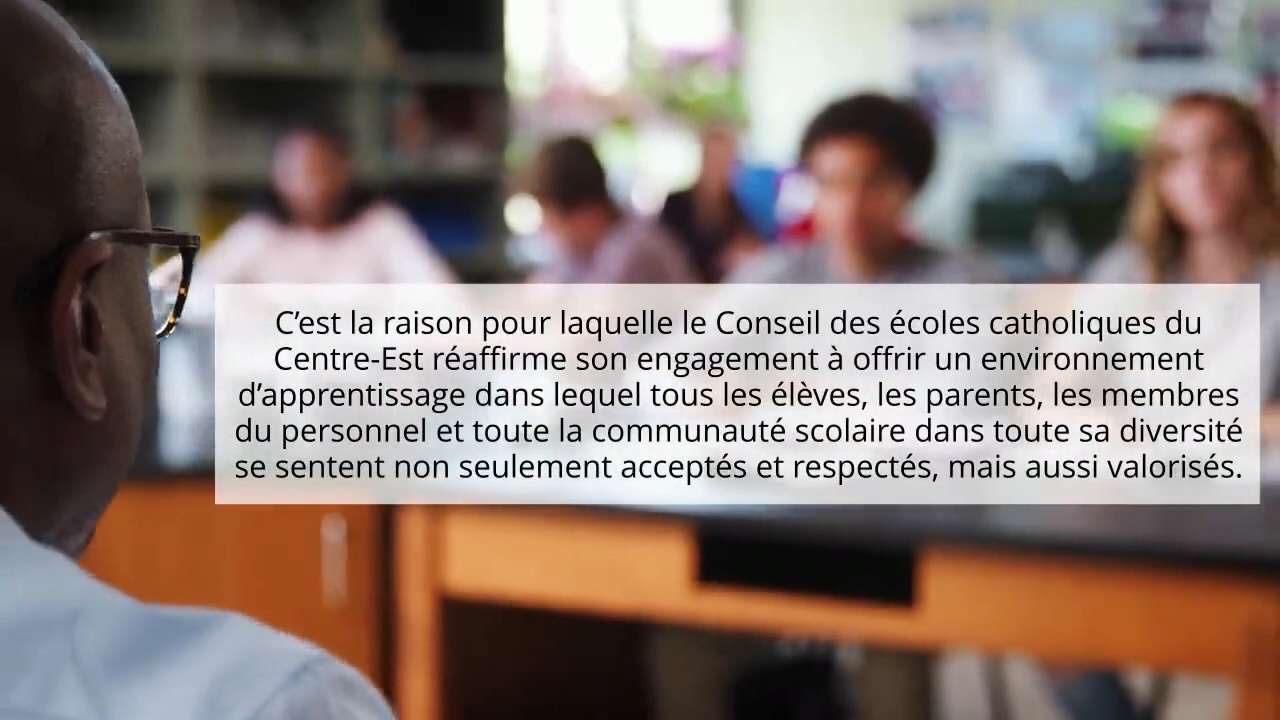 C’est la raison pour laquelle le Conseil des écoles catholiques du
Centre-Est réaffirme son engagement à offrir un environnement
d’apprentissage dans lequel tous les élèves, les parents, les membres
du personnel et toute la communauté scolaire dans toute sa diversité
se sentent non seulement acceptés et respectés, mais aussi valorisés.